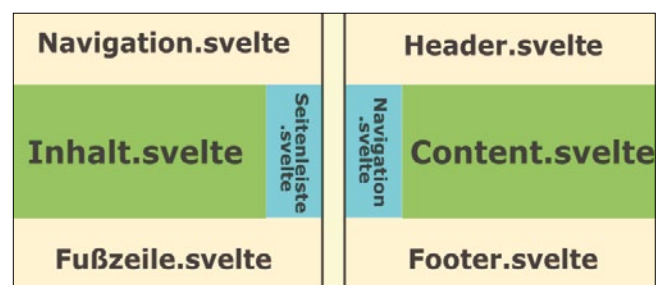 Navigation.svelte
Inhalt.svelte
Seitenleiste
.svelte
Fußzeile.svelte
Header.svelte
Navigation
.svelte
Content.svelte
Footer.svelte